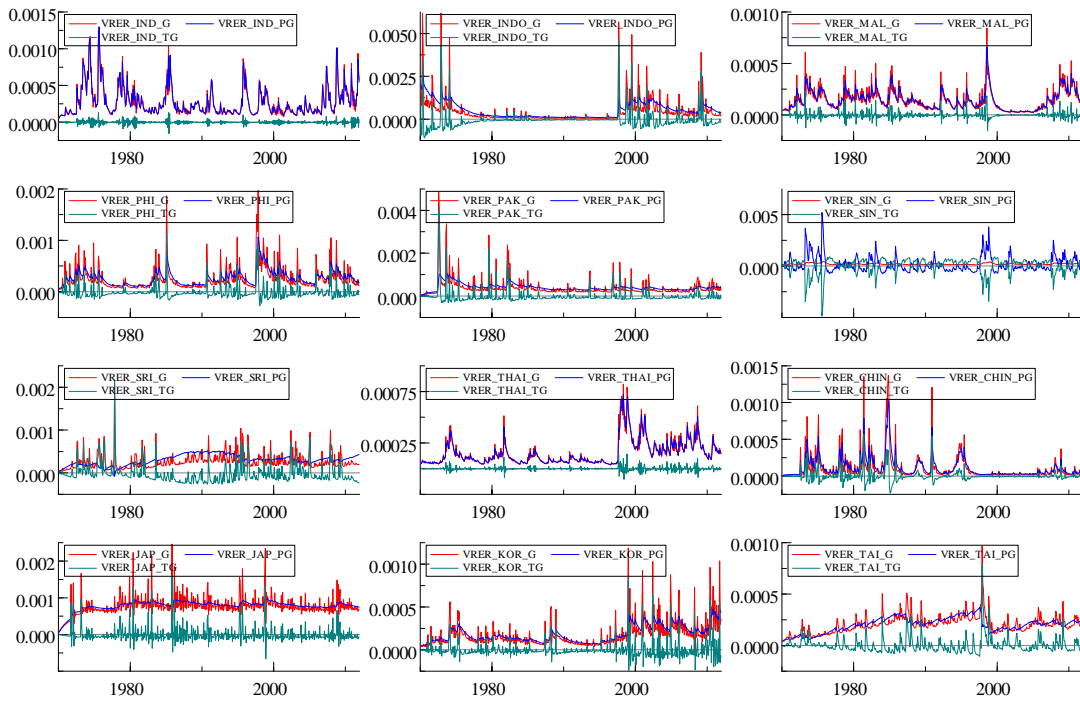 VRER_IND_G VRER_IND_PG
VRER_IND_TG
0.0015
0.0010
0.0005
0.0000
1980 2000
VRER_INDO_G VRER_INDO_PG
VRER_INDO_TG
0.0050
0.0025
0.0000
1980 2000
VRER_MAL_G VRER_MAL_PG
VRER_MAL_TG
0.0010
0.0005
0.0000
1980 2000
VRER_PHI_G VRER_PHI_PG
VRER_PHI_TG
0.002
0.001
0.000
1980 2000
VRER_PAK_G VRER_PAK_PG
VRER_PAK_TG
0.004
0.002
0.000
1980 2000
VRER_SIN_G VRER_SIN_PG
VRER_SIN_TG
0.005
0.000
1980 2000
VRER_SRI_G VRER_SRI_PG
VRER_SRI_TG
0.002
0.001
0.000
1980 2000
VRER_THAI_G VRER_THAI_PG
VRER_THAI_TG
0.00075
0.00025
1980 2000
VRER_CHIN_G VRER_CHIN_PG
VRER_CHIN_TG
0.0015
0.0010
0.0005
0.0000
1980 2000
VRER_JAP_G VRER_JAP_PG
VRER_JAP_TG
0.002
0.001
0.000
1980 2000
VRER_KOR_G VRER_KOR_PG
VRER_KOR_TG
0.0010
0.0005
0.0000
1980 2000
VRER_TAI_G VRER_TAI_PG
VRER_TAI_TG
0.0010
0.0005
0.0000
1980 2000